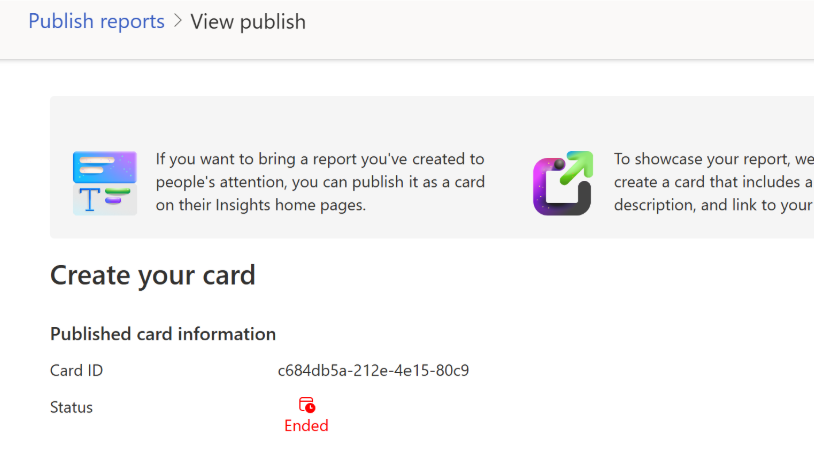 Publish reports > View publish
If you want to bring a report you've created to
people's attention, you can publish it as a card
on their Insights home pages.
To showcase your report, we
create a card that includes a
description, and link to your
Create your card
Published card information
Card ID c684db5a-212e-4e15-80c9
Status
Ended